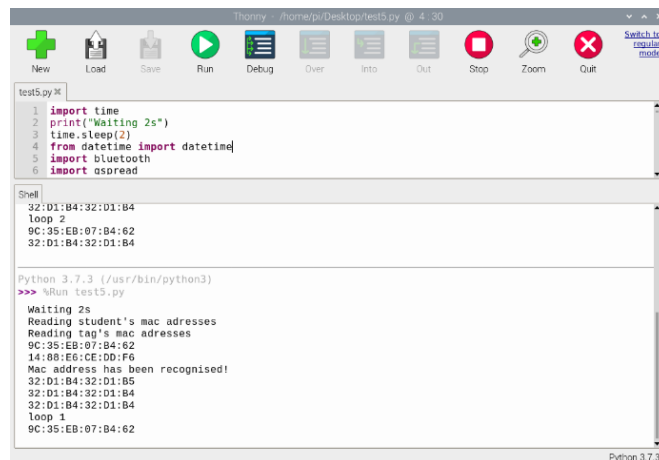 Thonny - /home/pi/Desktop/test5.py @ 4 : 30
New Load Save Run Debug Over Into Out Stop Zoom Quit
Switch to
regular
mode
test5.py
1 import time
2 print("Waiting 2s")
3 time.sleep(2)
4 from datetime import datetime
5 import bluetooth
6 import gspread
Shell
32:D1:B4:32:D1:B4
loop 2
9C:35:EB:07:B4:62
32:D1:B4:32:D1:B4
Python 3.7.3 (/usr/bin/python3)
>>> %Run test5.py
Waiting 2s
Reading student's mac adresses
Reading tag's mac adresses
9C:35:EB:07:B4:62
14:88:E6:CE:DD:F6
Mac address has been recognised!
32:D1:B4:32:D1:B5
32:D1:B4:32:D1:B4
32:D1:B4:32:D1:B4
loop 1
9C:35:EB:07:B4:62
Python 3.7.3